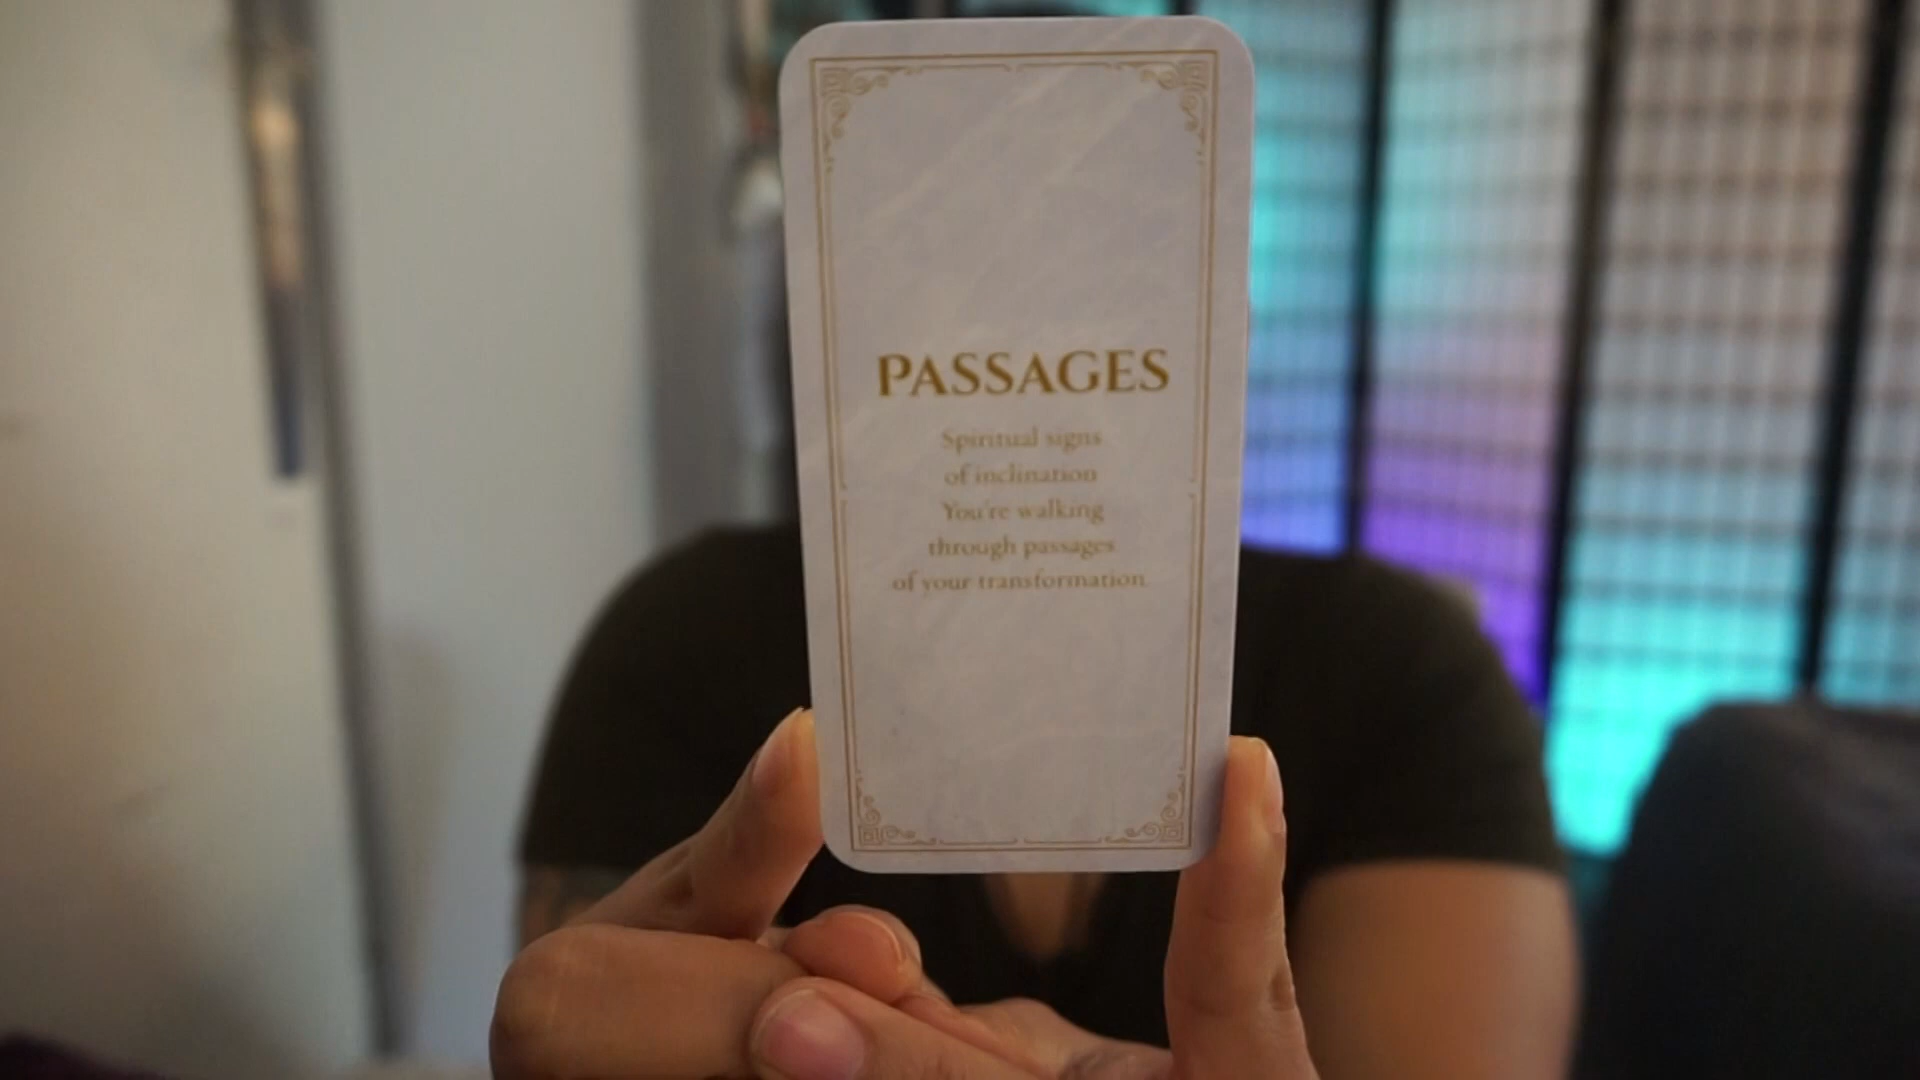 PASSAGES
Spiritual signs
of inclination
You're walking
through passages
of your transformation